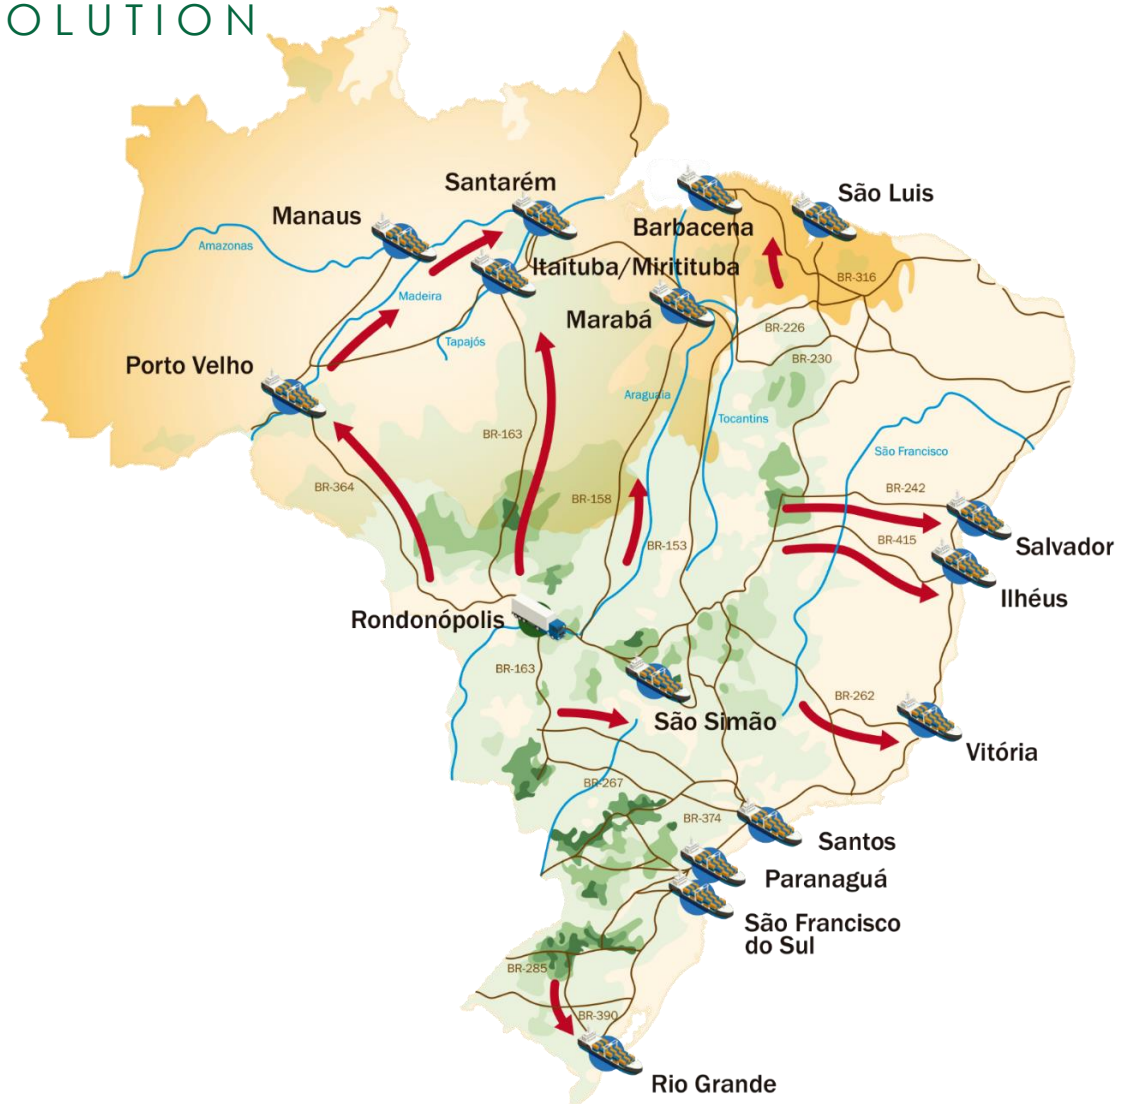 OLUTION
Santarém
Manaus
São Luis
Barbacena
Amazonas
Itaituba/Miritituba
BR-316
Madeira
Marabá
BR-226
Tapajós
BR-230
Porto Velho
Araguaia
Tocantins
BR-163
São Francisco
BR-364
BR-158
BR-242
BR-415
BR-153
Salvador
Ilhéus
Rondonópolis
BR-163
BR-262
São Simão
Vitória
BR-267
BR-374
Santos
Paranaguá
São Francisco
do Sul
BR-285
BR-390
Rio Grande